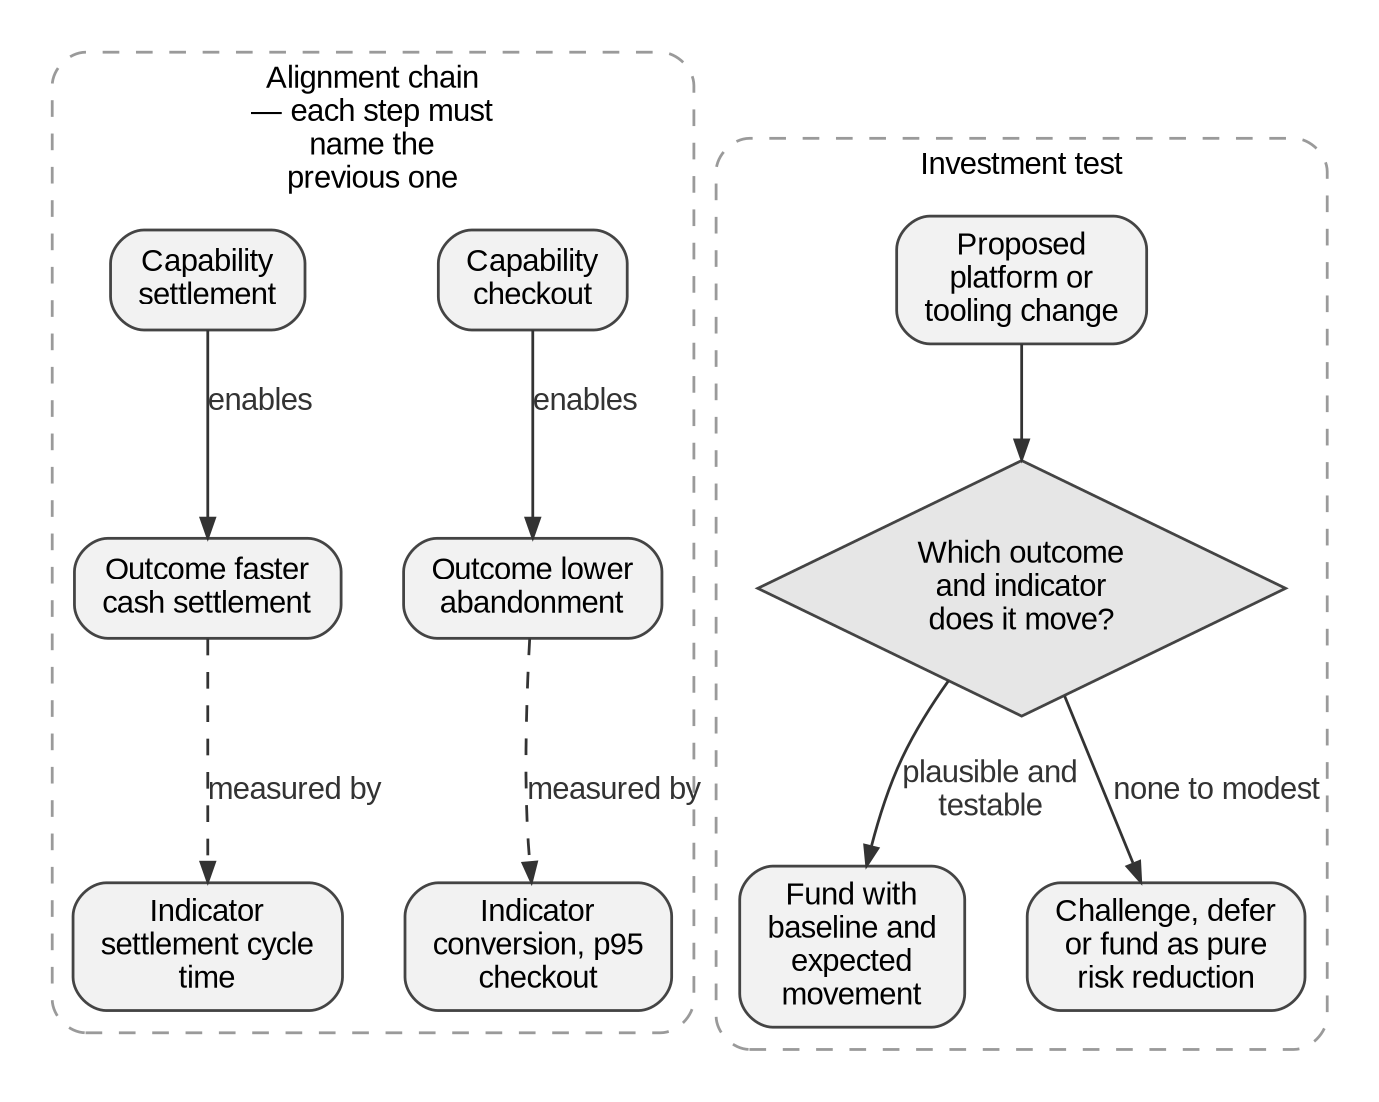 Alignment chain
— each step must
name the
previous one
Capability
settlement
Capability
checkout
enables
enables
Outcome faster
cash settlement
Outcome lower
abandonment
measured by
measured by
Indicator
settlement cycle
time
Indicator
conversion, p95
checkout
Investment test
Proposed
platform or
tooling change
Which outcome
and indicator
does it move?
plausible and
testable
none to modest
Fund with
baseline and
expected
movement
Challenge, defer
or fund as pure
risk reduction